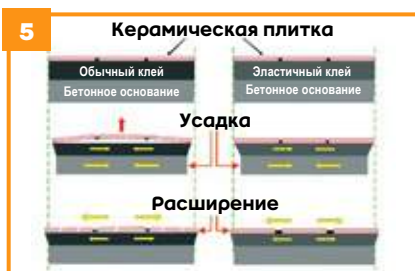 5
Керамическая плитка
Обычный клей
Бетонное основание
Эластичный клей
Бетонное основание
Усадка
Расширение